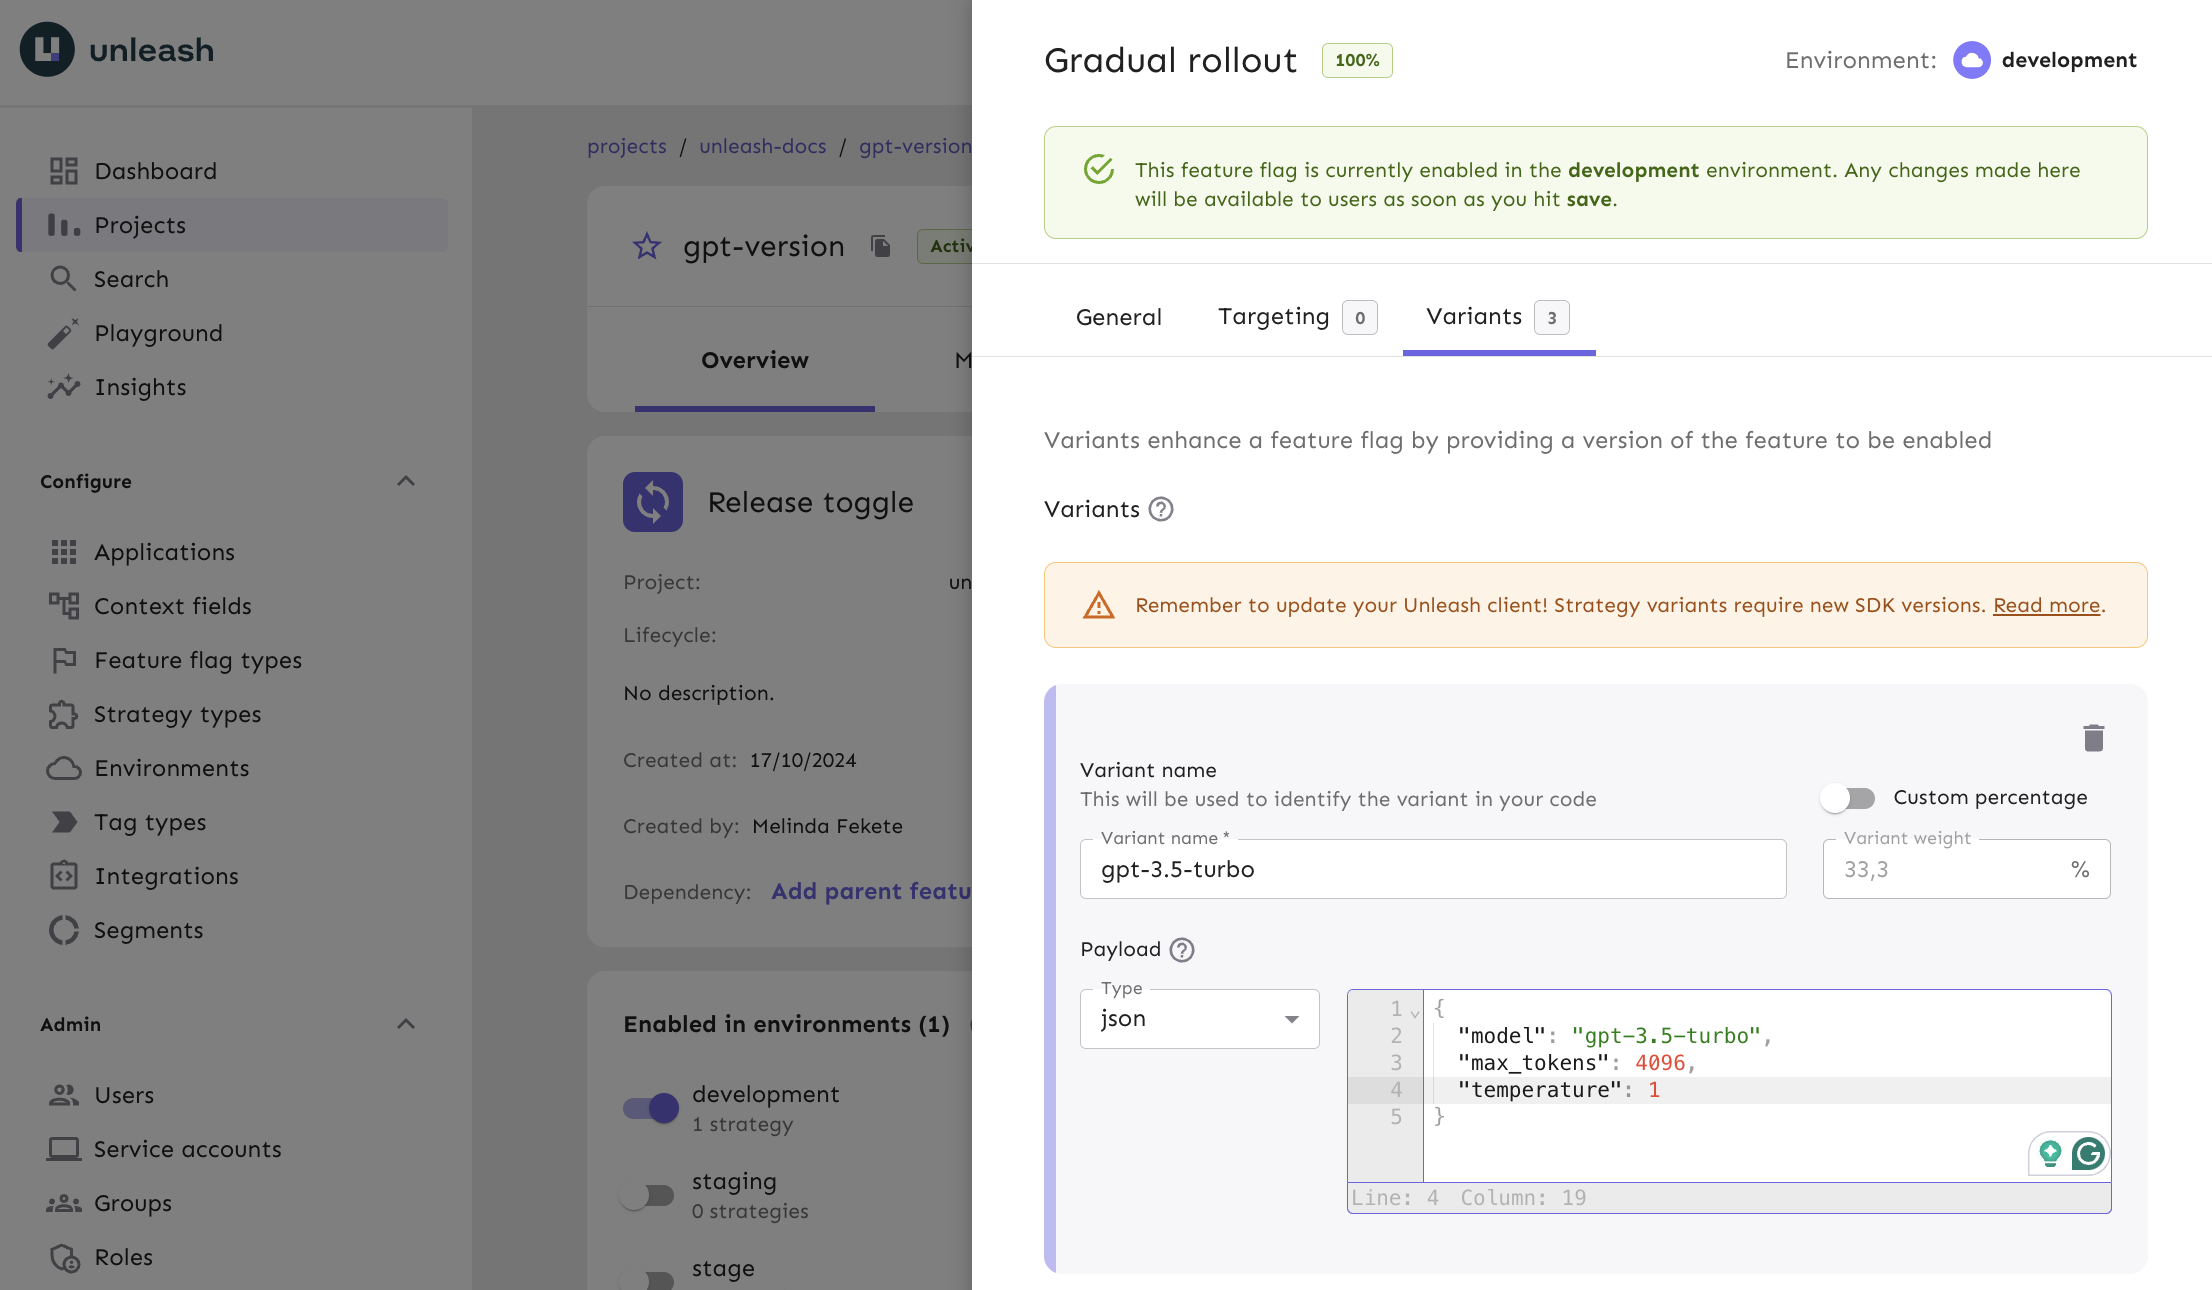 unleash
Dashboard
Projects
Search
Playground
Insights
Configure
Applications
Context fields
Feature flag types
Strategy types
Environments
Tag types
Integrations
Segments
Admin
Users
Service accounts
Groups
Roles
projects / unleash-docs / gpt-version
gpt-version
Overview
Release toggle
Project:
Lifecycle:
No description.
Created at: 17/10/2024
Created by: Melinda Fekete
Dependency: Add parent
Enabled in environments (1)
development
1 strategy
staging
0 strategies
stage
Gradual rollout 100%
Environment: development
This feature flag is currently enabled in the development environment. Any changes made here
will be available to users as soon as you hit save.
General
Targeting 0
Variants 3
Variants enhance a feature flag by providing a version of the feature to be enabled
Variants ?
Remember to update your Unleash client! Strategy variants require new SDK versions. Read more.
Variant name
This will be used to identify the variant in your code
Custom percentage
Variant name *
gpt-3.5-turbo
Variant weight
33,3 %
Payload ?
Type
json
1 {
2 "model": "gpt-3.5-turbo",
3 "max_tokens": 4096,
4 "temperature": 1
5 }
Line: 4 Column: 19